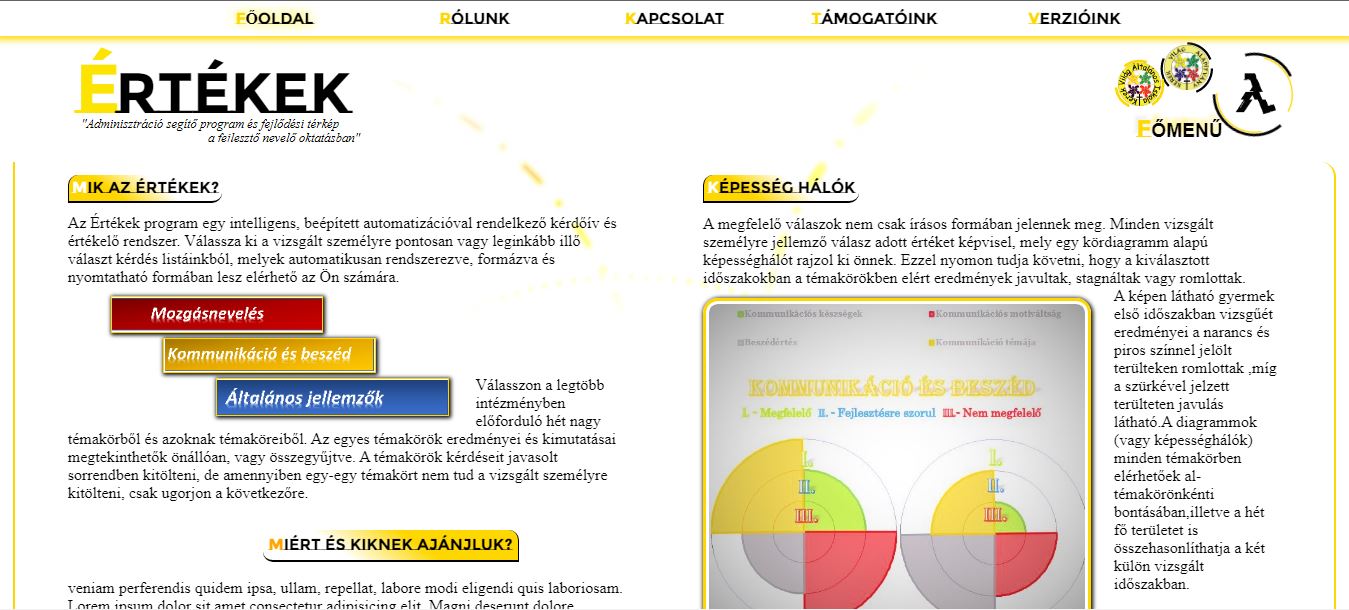 FŐOLDAL
RÓLUNK
KAPCSOLAT
TÁMOGATÓINK
VERZIÓINK
ÉRTÉKEK
"Adminisztráció segítő program és fejlődési térkép
a fejlesztő nevelő oktatásban"
FŐMENŰ
MIK AZ ÉRTÉKEK?
Az Értékek program egy intelligens, beépített automatizációval rendelkező kérdőív és
értékelő rendszer. Válassza ki a vizsgált személyre pontosan vagy leginkább illő
választ kérdés listáinkból, melyek automatikusan rendszerezve, formázva és
nyomtatható formában lesz elérhető az Ön számára.
Mozgásnevelés
Kommunikáció és beszéd
Általános jellemzők
Válasszon a legtöbb
intézményben
előforduló hét nagy
témakörből és azoknak témaköreiből. Az egyes témakörök eredményei és kimutatásai
megtekinthetők önállóan, vagy összegyűjtve. A témakörök kérdéseit javasolt
sorrendben kitölteni, de amennyiben egy-egy témakört nem tud a vizsgált személyre
kitölteni, csak ugorjon a következőre.
MIÉRT ÉS KIKNEK AJÁNJLUK?
veniam perferendis quidem ipsa, ullam, repellat, labore modi eligendi quis laboriosam.
Lorem ipsum dolor sit amet consectetur adipisicing elit. Magni deserunt dolore
KÉPESSÉG HÁLÓK
A megfelelő válaszok nem csak írásos formában jelennek meg. Minden vizsgált
személyre jellemző válasz adott értéket képvisel, mely egy kördiagramm alapú
képességhálót rajzol ki önnek. Ezzel nyomon tudja követni, hogy a kiválasztott
időszakokban a témakörökben elért eredmények javultak, stagnáltak vagy romlottak.
A képen látható gyermek
első időszakban vizsgűét
eredményei a narancs és
piros színnel jelölt
terülteken romlottak ,míg
a szürkével jelzett
területeten javulás
látható.A diagrammok
(vagy képességhálók)
minden témakörben
elérhetőek al-
témakörönkénti
bontásában,illetve a hét
fő területet is
összehasonlíthatja a két
külön vizsgált
időszakban.
Kommunikációs készségek
Kommunikációs motiváltság
Beszédértés
Kommunikáció témája
KOMMUNIKÁCIÓ ÉS BESZÉD
I. - Megfelelő II. - Fejlesztésre szorul III.- Nem megfelelő
I.
II.
III.
I.
II.
III.